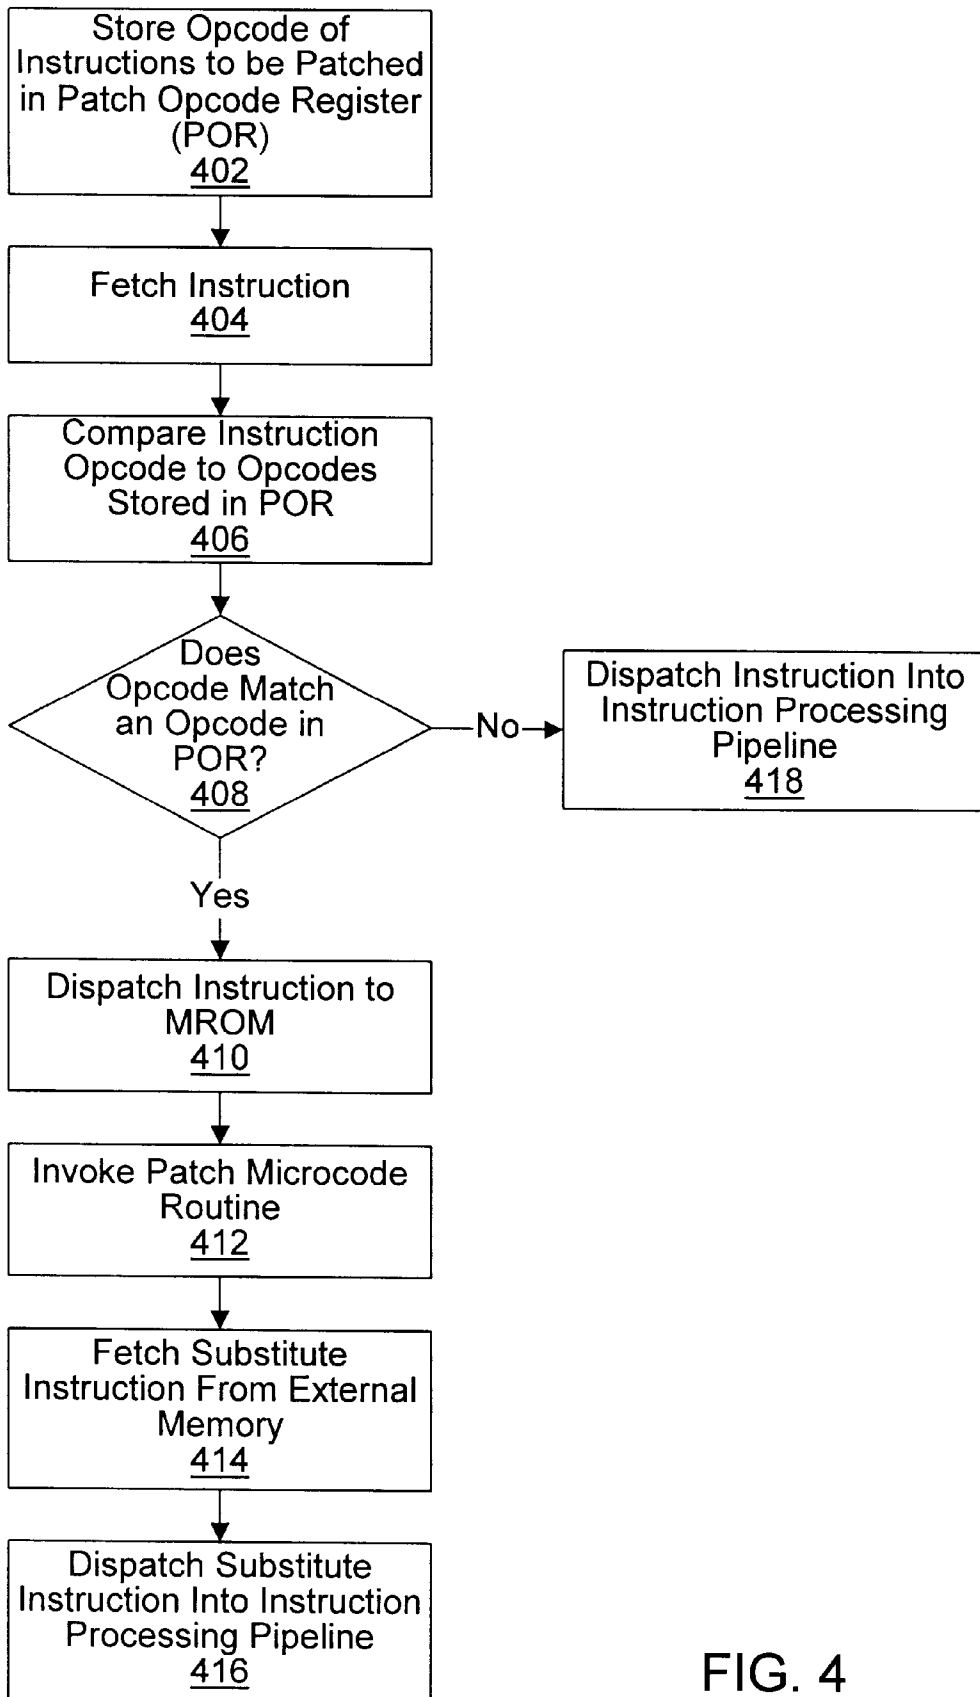 Store Opcode of
Instructions to be Patched
in Patch Opcode Register
(POR)
402
Fetch Instruction
404
Compare Instruction
Opcode to Opcodes
Stored in POR
406
Does
Opcode Match
an Opcode in
POR?
408
No
Dispatch Instruction Into
Instruction Processing
Pipeline
418
Yes
Dispatch Instruction to
MROM
410
Invoke Patch Microcode
Routine
412
Fetch Substitute
Instruction From External
Memory
414
Dispatch Substitute
Instruction Into Instruction
Processing Pipeline
416
FIG. 4